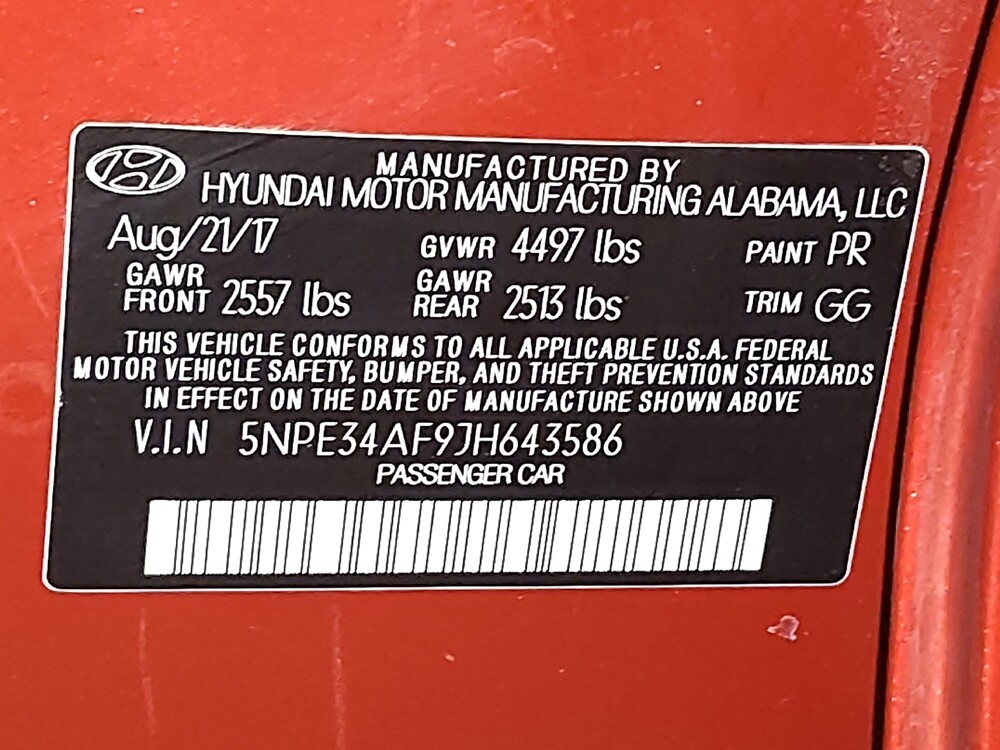 MANUFACTURED BY
HYUNDAI MOTOR MANUFACTURING ALABAMA, LLC
Aug/21/17 GVWR 4497 lbs PAINT PR
GAWR FRONT 2557 lbs GAWR REAR 2513 lbs TRIM GG
THIS VEHICLE CONFORMS TO ALL APPLICABLE U.S.A. FEDERAL
MOTOR VEHICLE SAFETY, BUMPER, AND THEFT PREVENTION STANDARDS
IN EFFECT ON THE DATE OF MANUFACTURE SHOWN ABOVE
V.I.N 5NPE34AF9JH643586
PASSENGER CAR